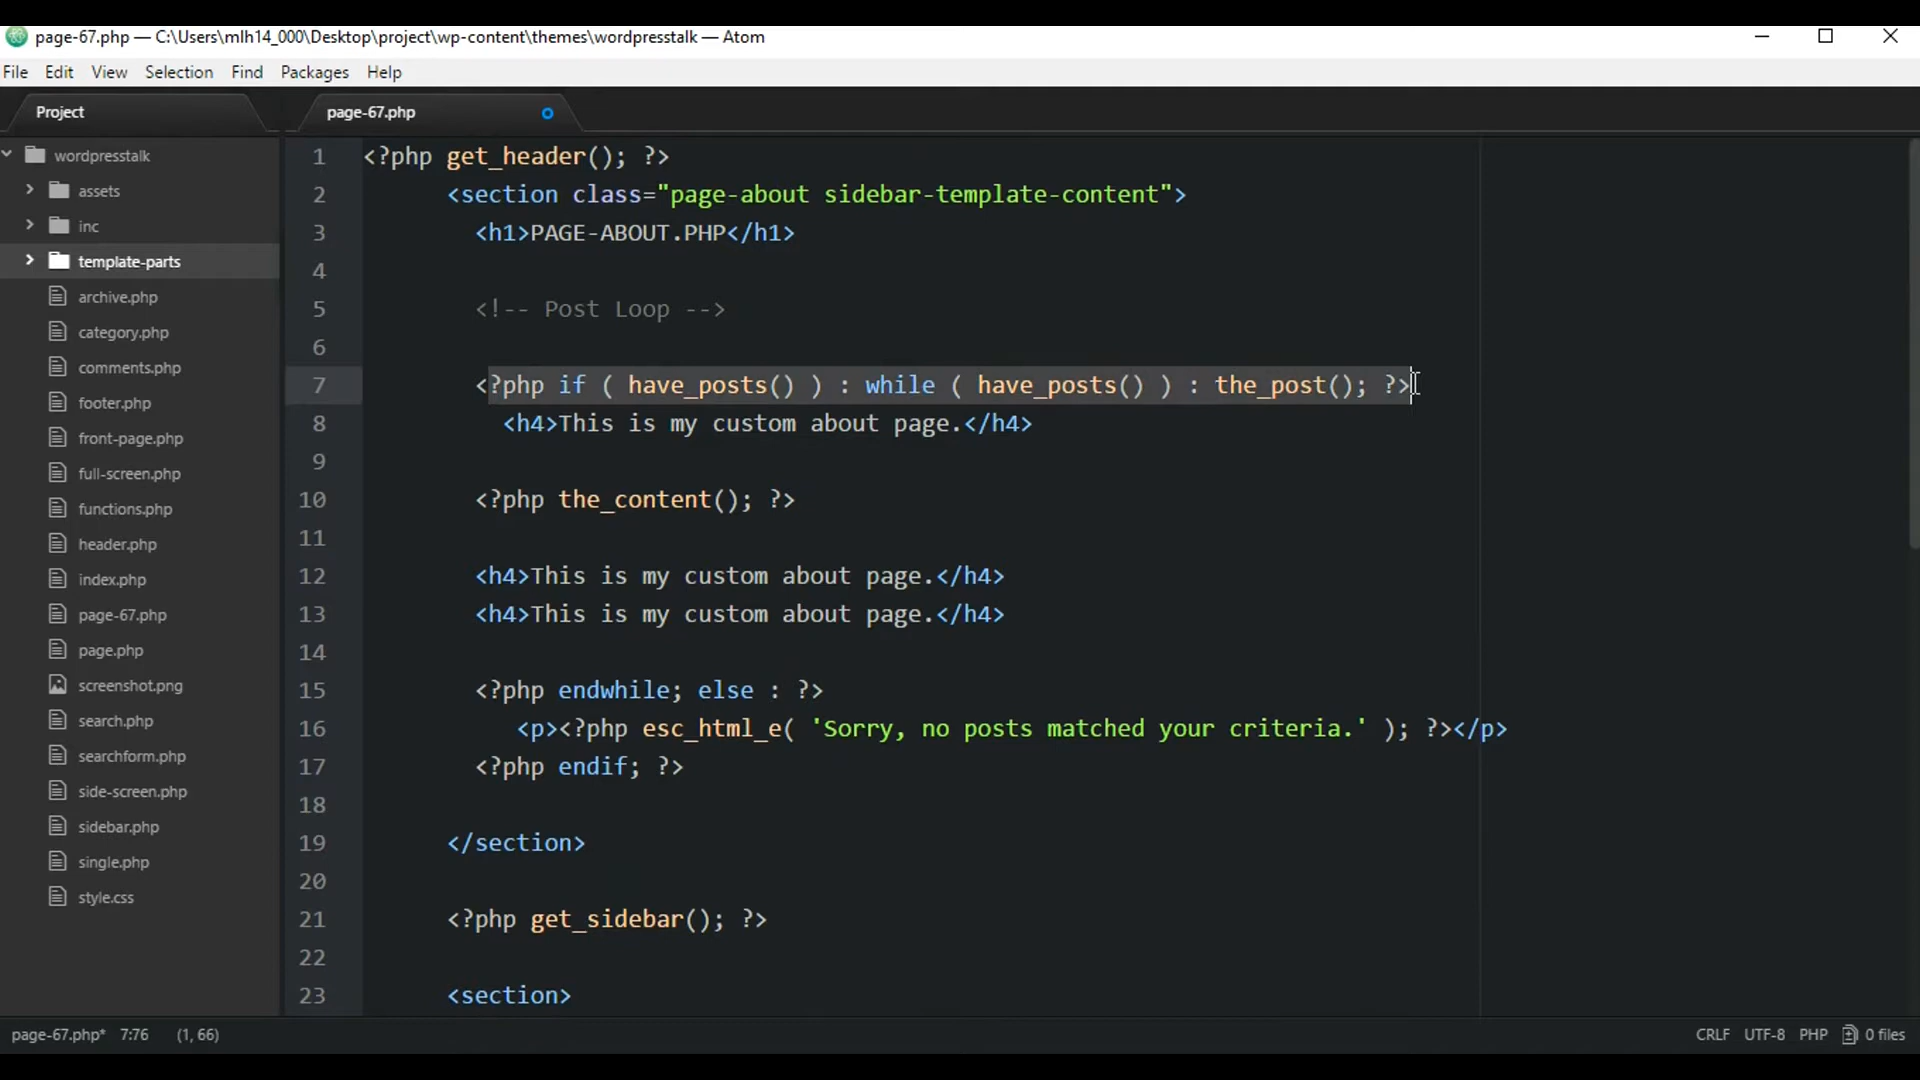 page-67.php — C:\Users\mlh14_000\Desktop\project\wp-content\themes\wordpresstalk — Atom
File Edit View Selection Find Packages Help
Project
page-67.php
wordpresstalk
assets
inc
template-parts
archive.php
category.php
comments.php
footer.php
front-page.php
full-screen.php
functions.php
header.php
index.php
page-67.php
page.php
screenshot.png
search.php
searchform.php
side-screen.php
sidebar.php
single.php
style.css
1 <?php get_header(); ?>
2 <section class="page-about sidebar-template-content">
3 <h1>PAGE-ABOUT.PHP</h1>
4
5 <!-- Post Loop -->
6
7 <?php if ( have_posts() ) : while ( have_posts() ) : the_post(); ?>
8 <h4>This is my custom about page.</h4>
9
10 <?php the_content(); ?>
11
12 <h4>This is my custom about page.</h4>
13 <h4>This is my custom about page.</h4>
14
15 <?php endwhile; else : ?>
16 <p><?php esc_html_e( 'Sorry, no posts matched your criteria.' ); ?></p>
17 <?php endif; ?>
18
19 </section>
20
21 <?php get_sidebar(); ?>
22
23 <section>
page-67.php* 7:76 (1, 66) CRLF UTF-8 PHP 0 files